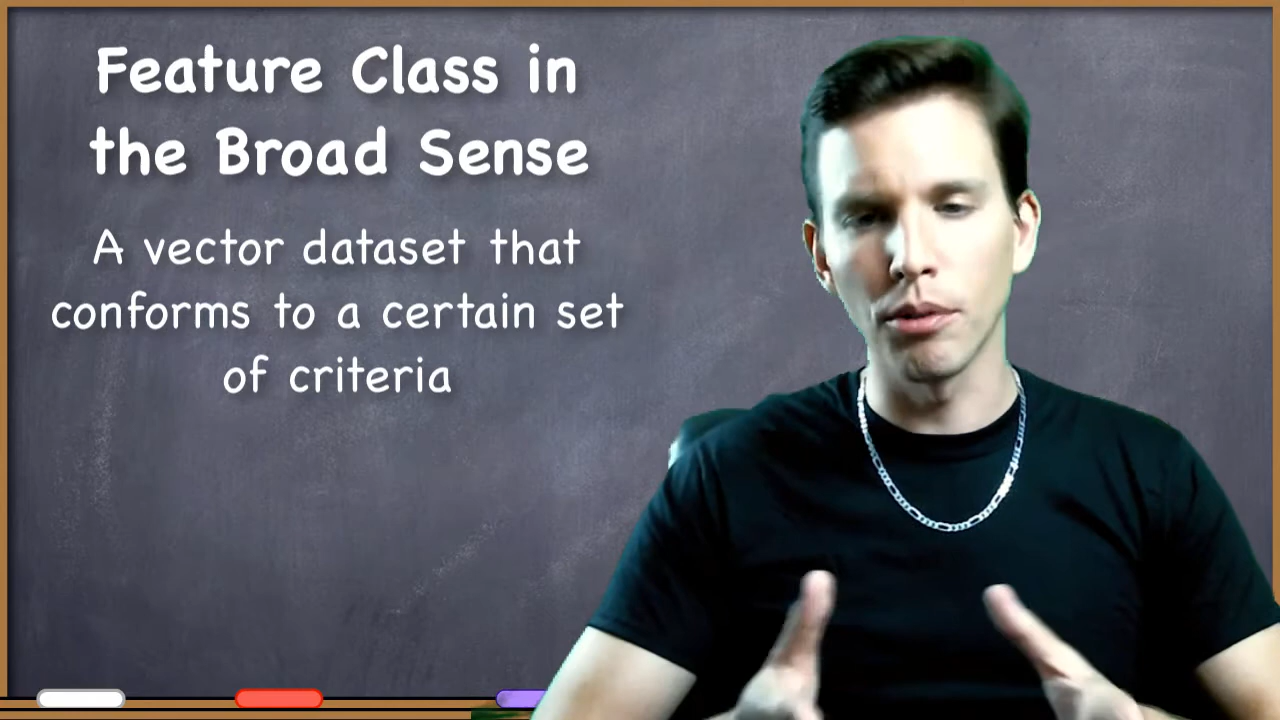 Feature Class in
the Broad Sense
A vector dataset that
conforms to a certain set
of criteria